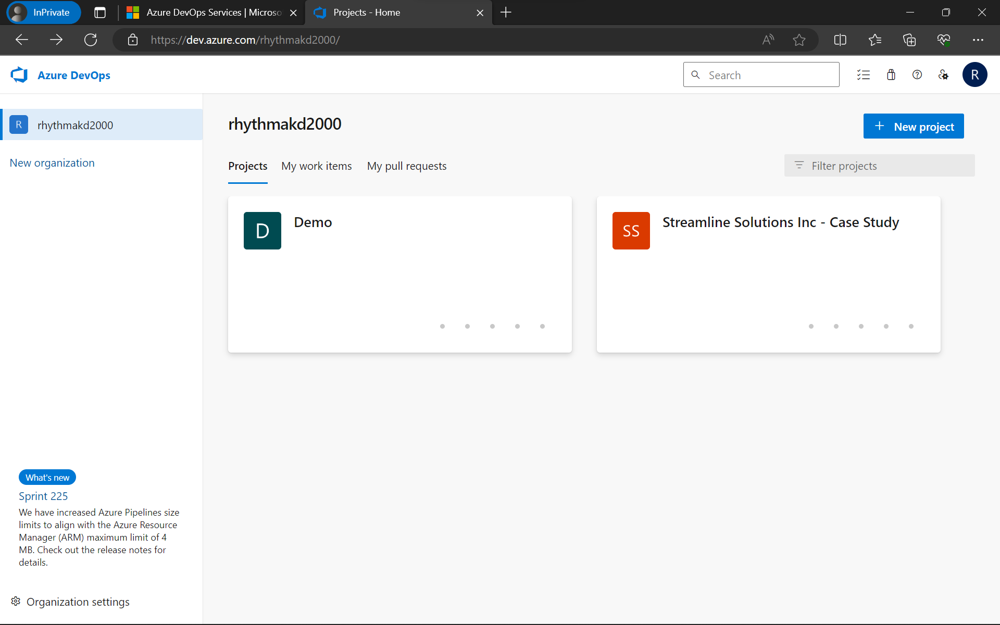 InPrivate
Azure DevOps Services | Microso
Projects - Home
https://dev.azure.com/rhythmakd2000/
Azure DevOps
Search
R
R
rhythmakd2000
New organization
rhythmakd2000
New project
Projects
My work items
My pull requests
Filter projects
D
Demo
SS
Streamline Solutions Inc - Case Study
What's new
Sprint 225
We have increased Azure Pipelines size
limits to align with the Azure Resource
Manager (ARM) maximum limit of 4
MB. Check out the release notes for
details.
Organization settings